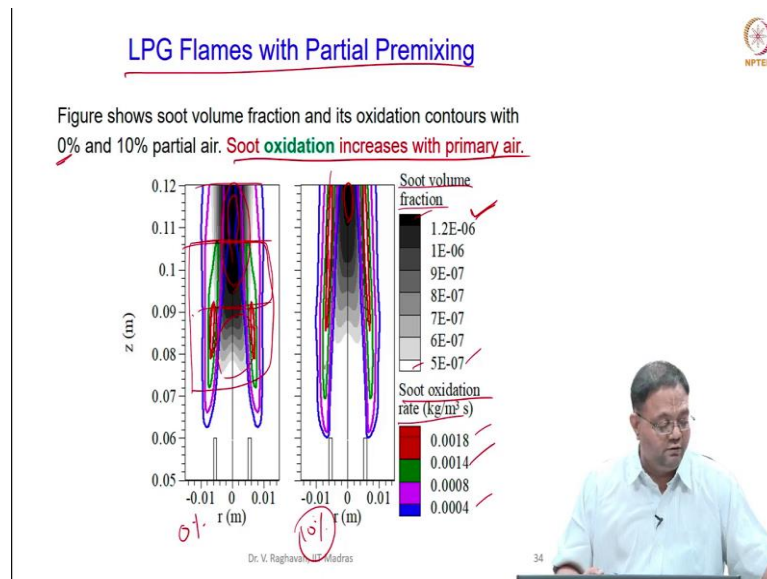 LPG Flames with Partial Premixing
NPTEL
Figure shows soot volume fraction and its oxidation contours with
0% and 10% partial air. Soot oxidation increases with primary air.
Soot volume
fraction
1.2E-06
1E-06
9E-07
8E-07
7E-07
6E-07
5E-07
Soot oxidation
rate (kg/m³ s)
0.0018
0.0014
0.0008
0.0004
z (m)
0.12
0.11
0.1
0.09
0.08
0.07
0.06
0.05
-0.01 0 0.01
r (m)
-0.01 0 0.01
r (m)
0%
10%
Dr. V. Raghavan, IIT Madras
34